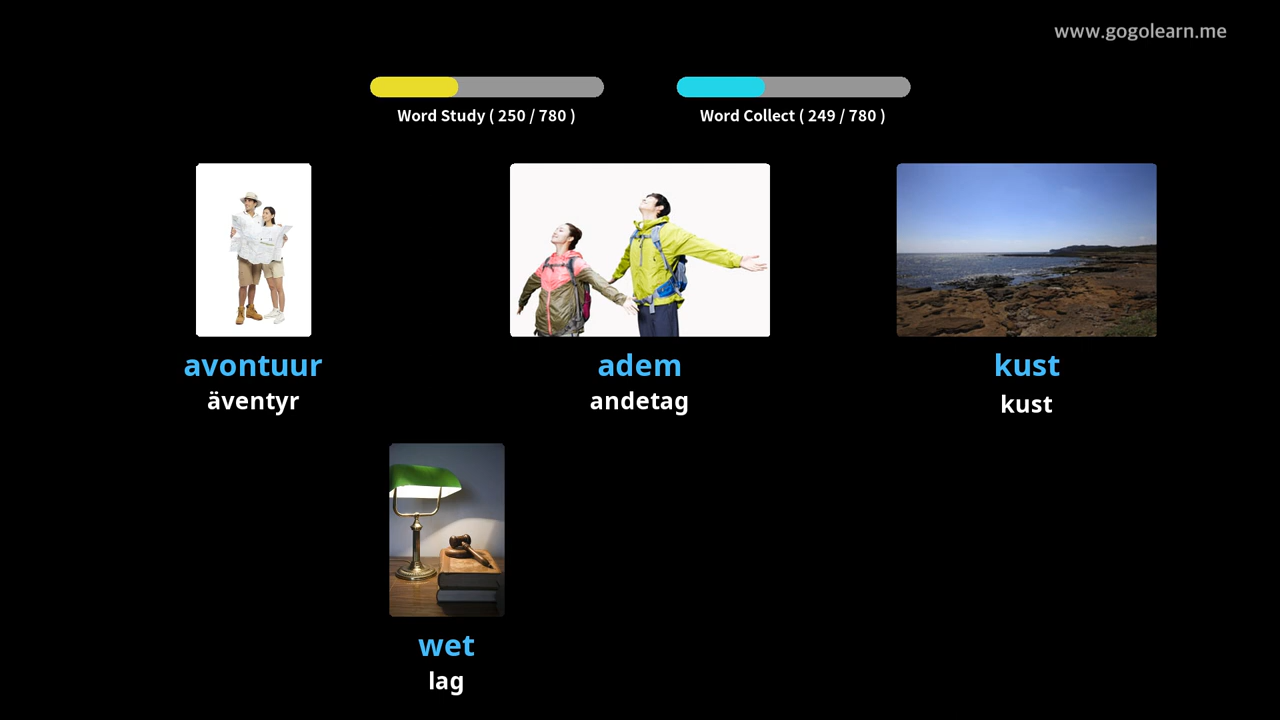 www.gogolearn.me
Word Study ( 250 / 780 )
Word Collect ( 249 / 780 )
avontuur
äventyr
adem
andetag
kust
kust
wet
lag